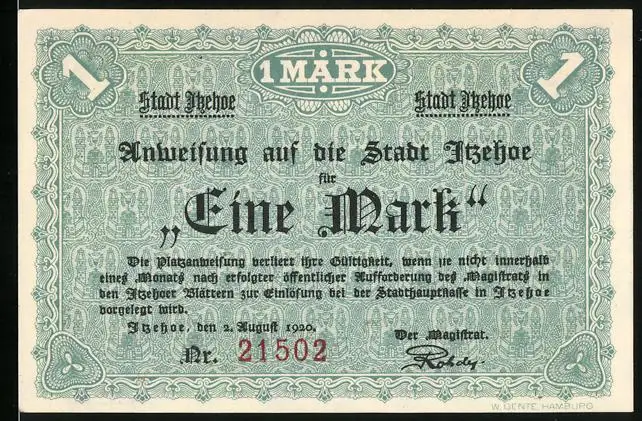 1 1 MARK 1
Stadt Itzehoe Stadt Itzehoe
Anweisung auf die Stadt Itzehoe
für
„Eine Mark“
Die Platzanweisung verliert ihre Gültigkeit, wenn sie nicht innerhalb
eines Monats nach erfolgter öffentlicher Aufforderung des Magistrats in
den Itzehoer Blättern zur Einlösung bei der Stadthauptkasse in Itzehoe
vorgelegt wird.
Itzehoe, den 2. August 1920.
Der Magistrat.
Nr. 21502
Rohdy.
W. GENTE, HAMBURG